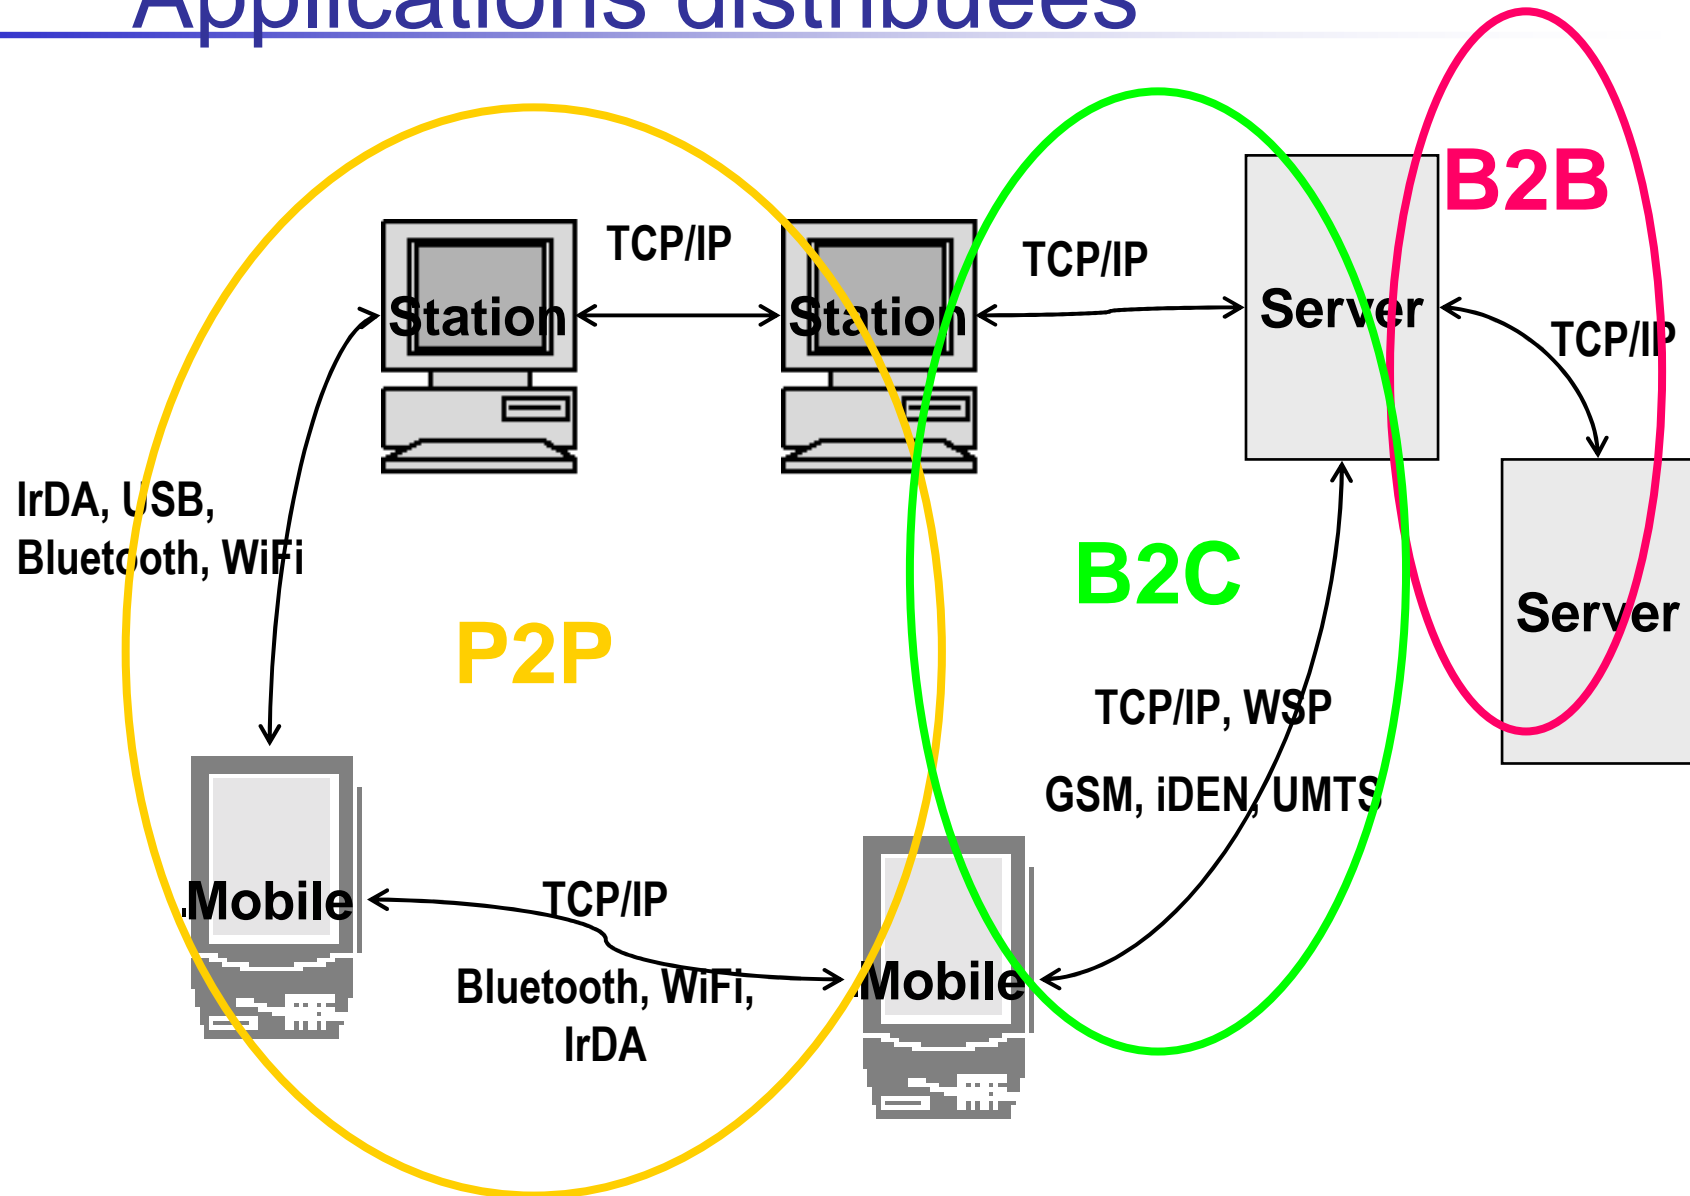 Applications distribuées
B2B
TCP/IP
TCP/IP
Station
Station
Server
TCP/IP
IrDA, USB,
Bluetooth, WiFi
B2C
P2P
Server
TCP/IP, WSP
GSM, iDEN, UMTS
Mobile
TCP/IP
Bluetooth, WiFi,
IrDA
Mobile